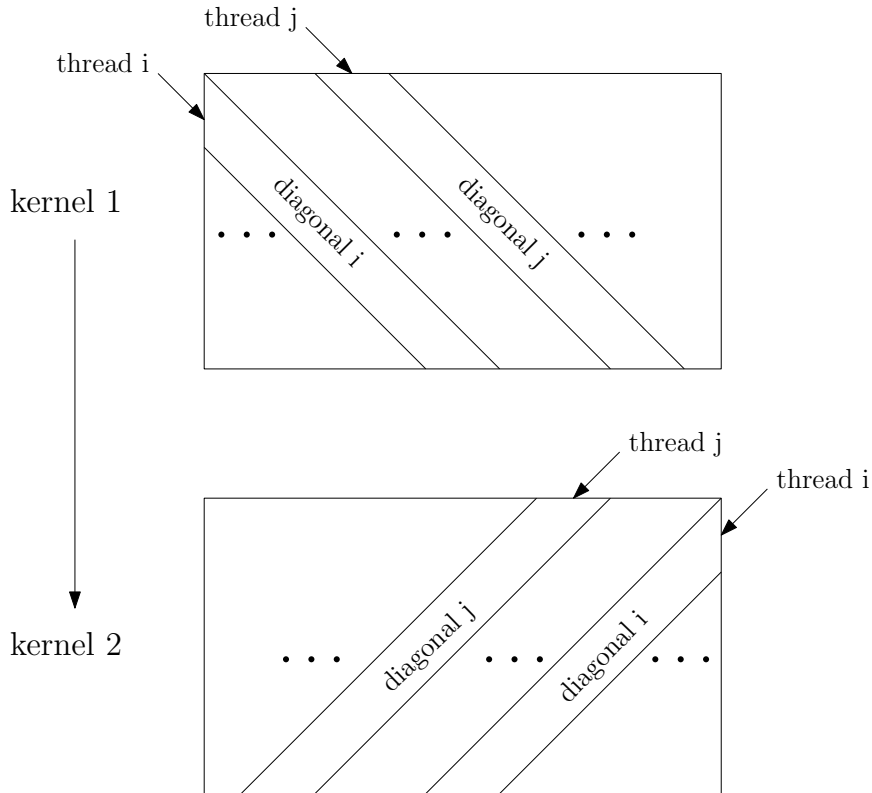 thread j
thread i
kernel 1
diagonal i
diagonal j
thread j
thread i
kernel 2
diagonal j
diagonal i